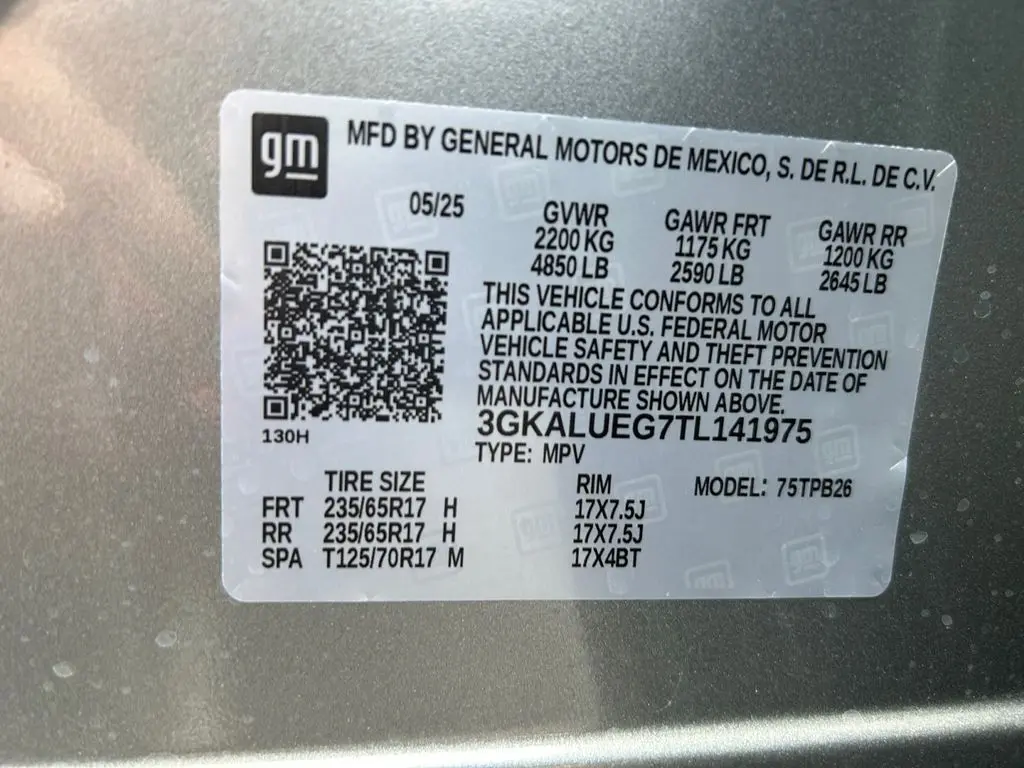 gm MFD BY GENERAL MOTORS DE MEXICO, S. DE R.L. DE C.V.
05/25 GVWR GAWR FRT GAWR RR
2200 KG 1175 KG 1200 KG
4850 LB 2590 LB 2645 LB
THIS VEHICLE CONFORMS TO ALL
APPLICABLE U.S. FEDERAL MOTOR
VEHICLE SAFETY AND THEFT PREVENTION
STANDARDS IN EFFECT ON THE DATE OF
MANUFACTURE SHOWN ABOVE.
3GKALUEG7TL141975
130H
TYPE: MPV
TIRE SIZE RIM MODEL: 75TPB26
FRT 235/65R17 H 17X7.5J
RR 235/65R17 H 17X7.5J
SPA T125/70R17 M 17X4BT